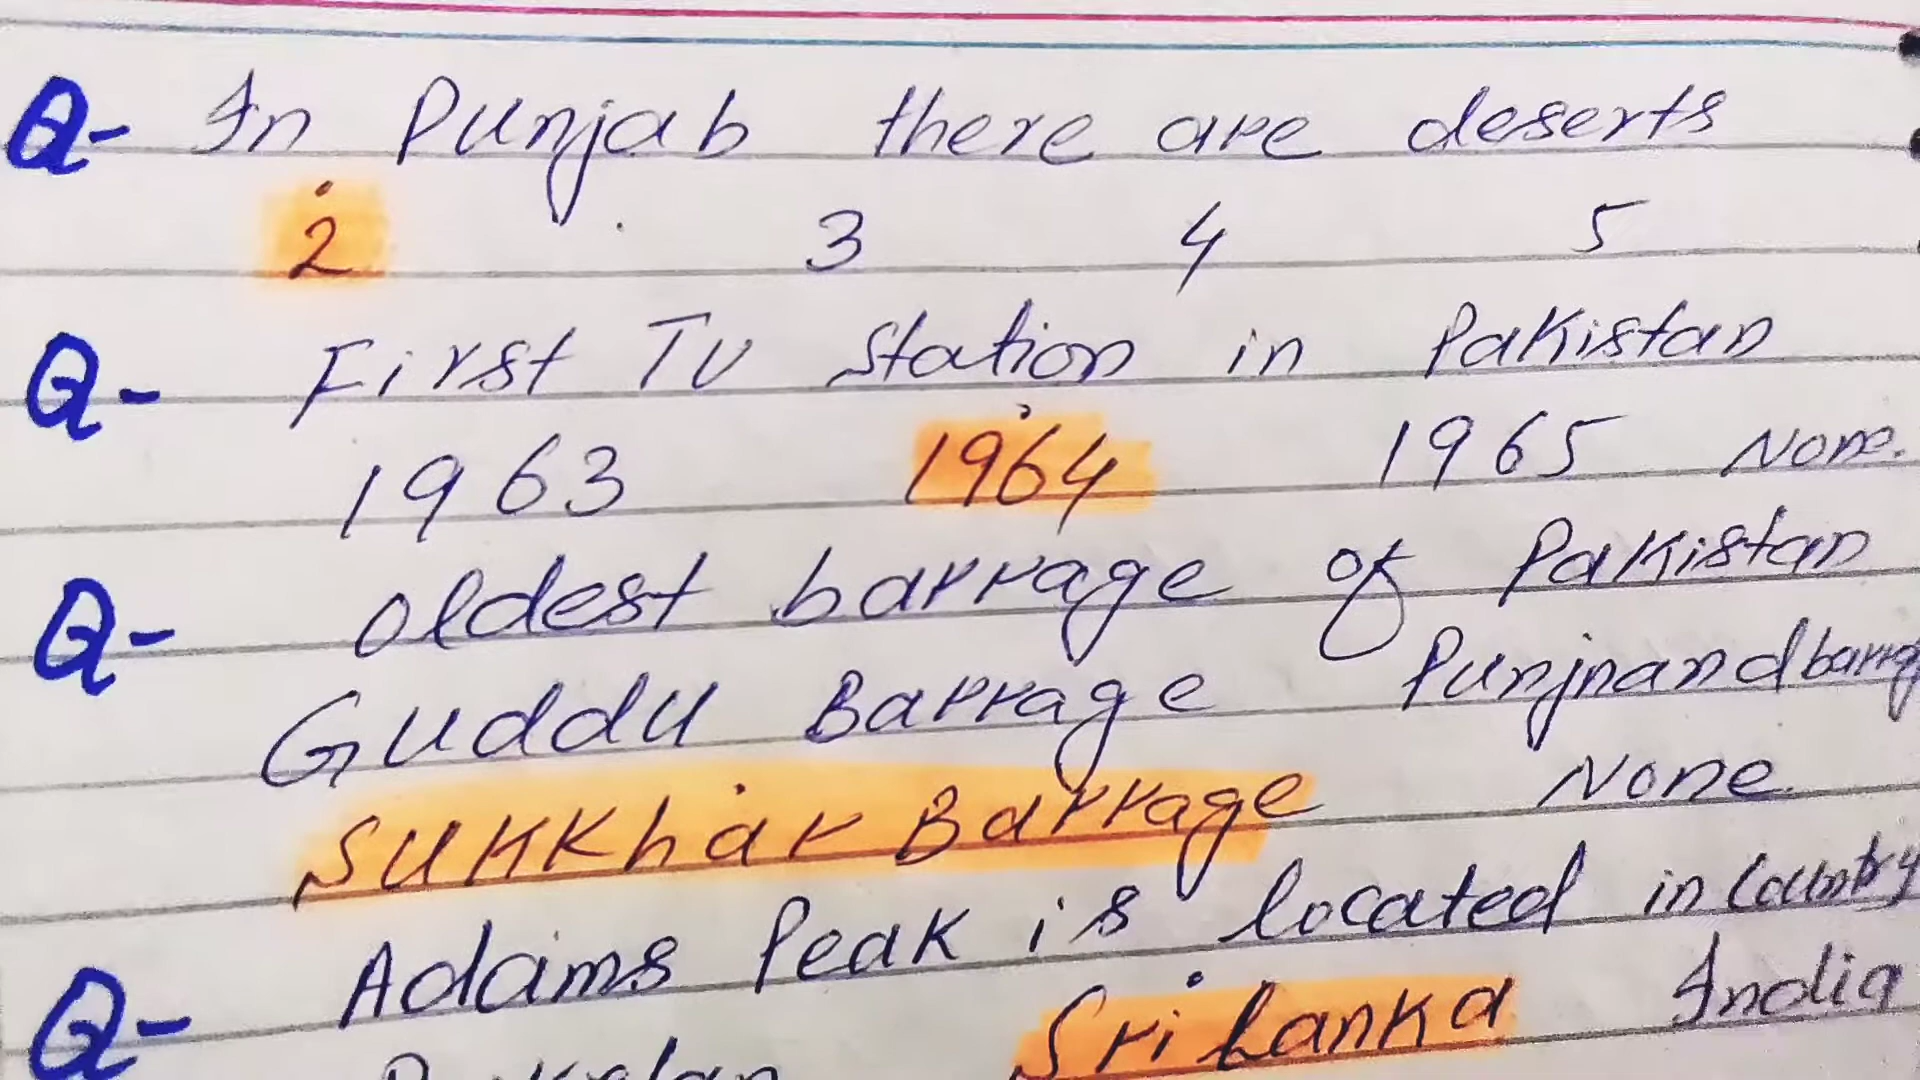 Q- In Punjab there are deserts
2 3 4 5
Q- First TV Station in Pakistan
1963 1964 1965 None.
Q- oldest barrage of Pakistan
Guddu Barrage Punjnand
Sukkhar Barrage None
Q- Adams Peak is located in Country
Sri Lanka India